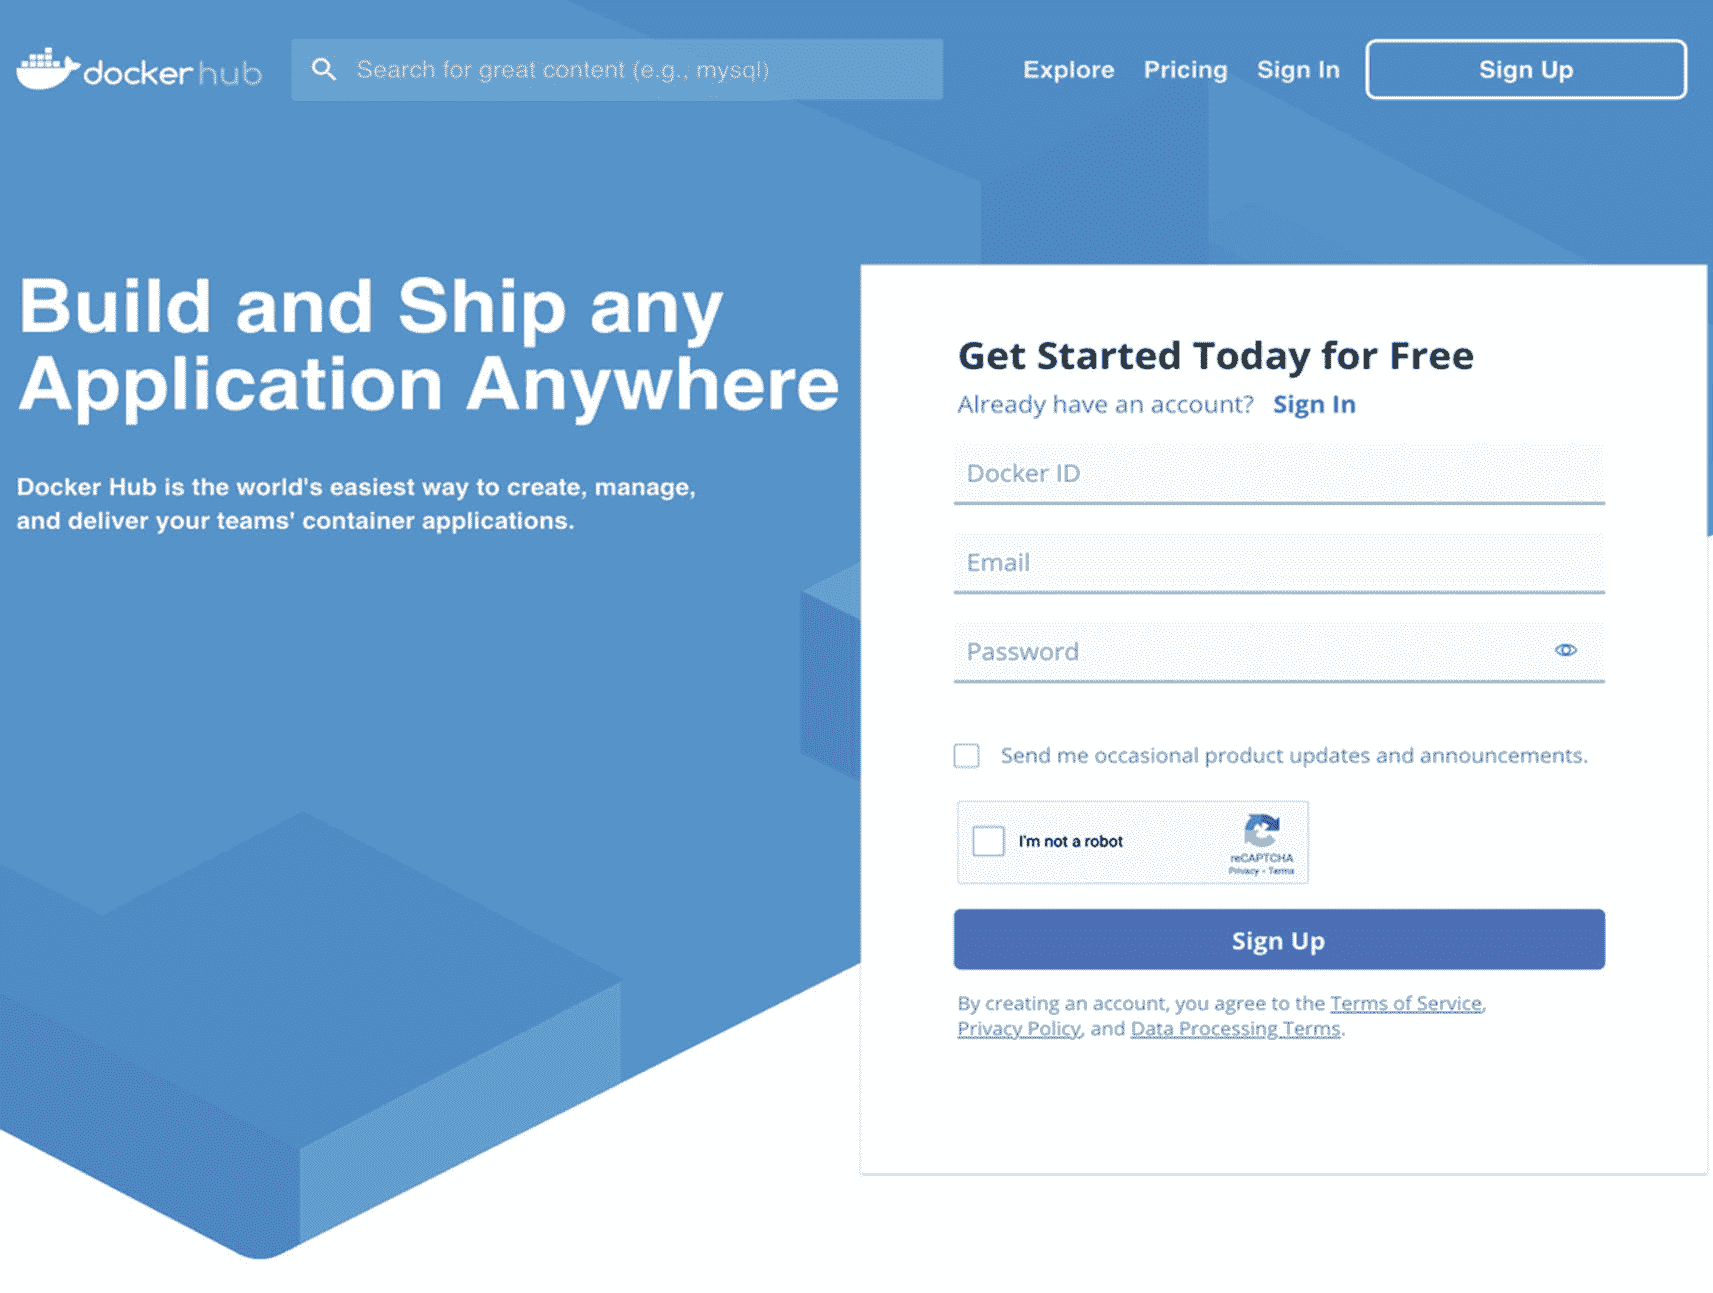 docker hub
Search for great content (e.g., mysql)
Explore
Pricing
Sign In
Sign Up
Build and Ship any
Application Anywhere
Docker Hub is the world's easiest way to create, manage,
and deliver your teams' container applications.
Get Started Today for Free
Already have an account? Sign In
Docker ID
Email
Password
Send me occasional product updates and announcements.
I'm not a robot
reCAPTCHA
Privacy - Terms
Sign Up
By creating an account, you agree to the Terms of Service,
Privacy Policy, and Data Processing Terms.